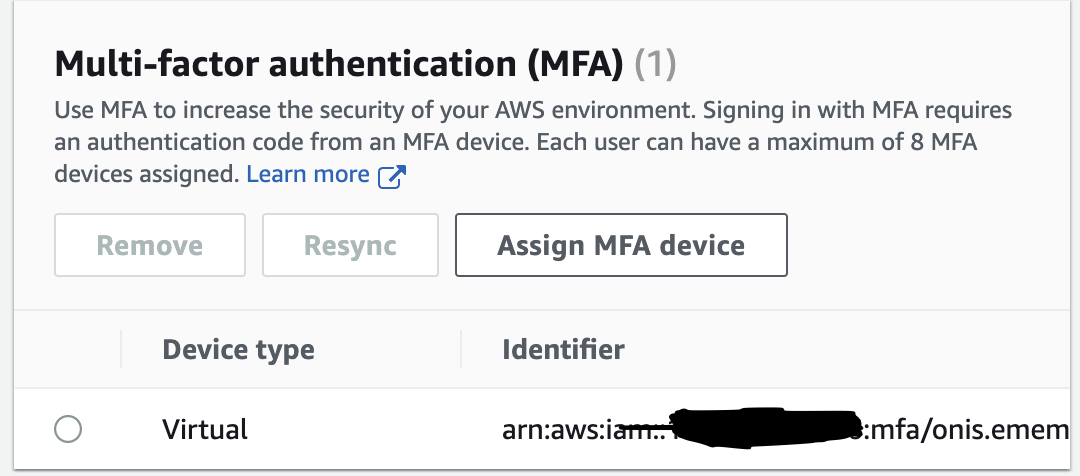 Multi-factor authentication (MFA) (1)
Use MFA to increase the security of your AWS environment. Signing in with MFA requires
an authentication code from an MFA device. Each user can have a maximum of 8 MFA
devices assigned. Learn more
Remove Resync Assign MFA device
Device type Identifier
Virtual arn:aws:iam:: :mfa/onis.emem